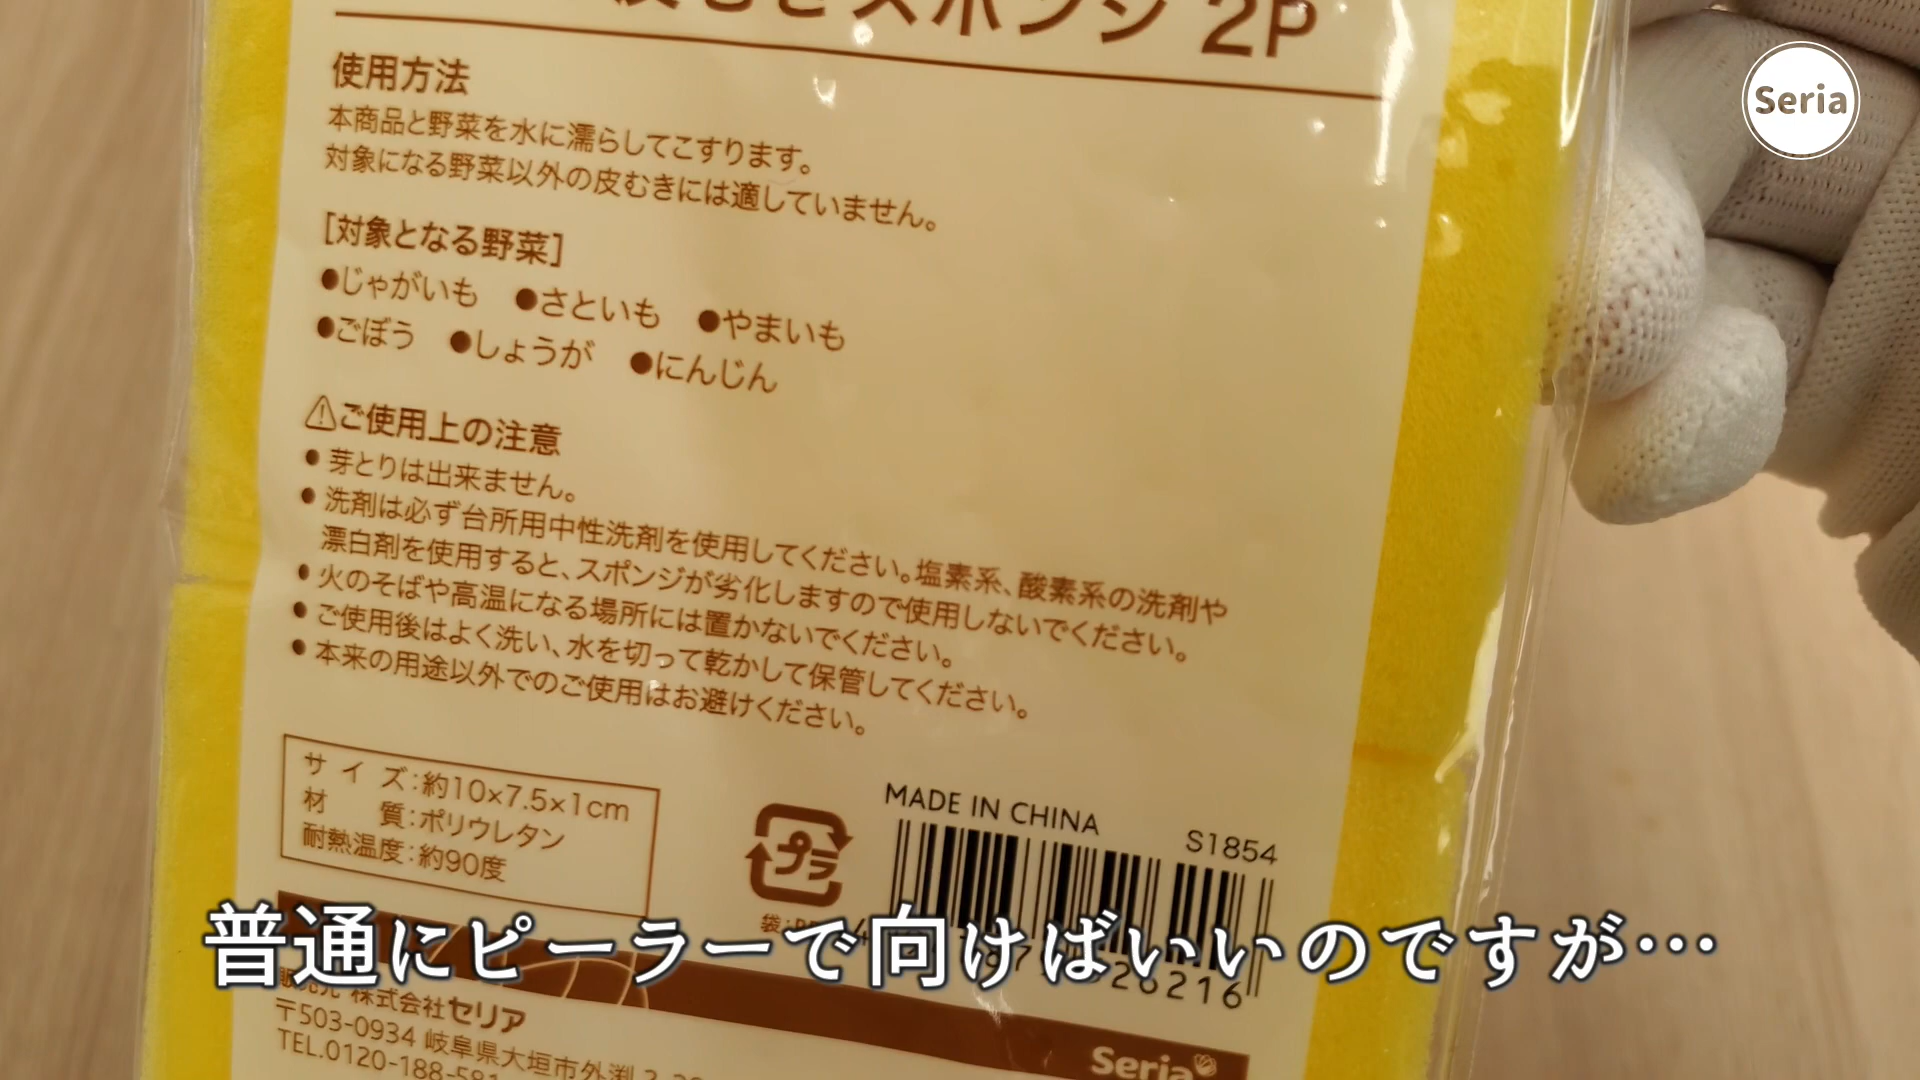 むきスポンジ 2P
Seria
使用方法
本商品と野菜を水に濡らしてこすります。
対象になる野菜以外の皮むきには適していません。
[対象となる野菜]
●じゃがいも ●さといも ●やまいも
●ごぼう ●しょうが ●にんじん
⚠ご使用上の注意
● 芽とりは出来ません。
● 洗剤は必ず台所用中性洗剤を使用してください。塩素系、酸素系の洗剤や
漂白剤を使用すると、スポンジが劣化しますので使用しないでください。
● 火のそばや高温になる場所には置かないでください。
● ご使用後はよく洗い、水を切って乾かして保管してください。
● 本来の用途以外でのご使用はお避けください。
サイズ:約10×7.5×1cm
材質:ポリウレタン
耐熱温度:約90度
プラ
MADE IN CHINA
S1854
普通にピーラーで向けばいいのですが…
株式会社セリア
〒503-0934 岐阜県大垣市外渕
TEL.0120-188-581
Seria